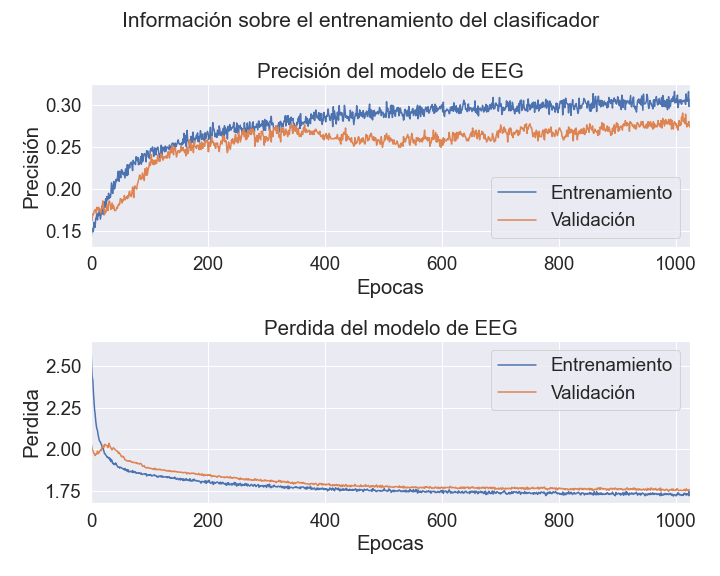 Información sobre el entrenamiento del clasificador
Precisión del modelo de EEG
Precisión
0.30
0.25
0.20
0.15
Entrenamiento
Validación
0 200 400 600 800 1000
Epocas
Perdida del modelo de EEG
Perdida
2.50
2.25
2.00
1.75
Entrenamiento
Validación
0 200 400 600 800 1000
Epocas